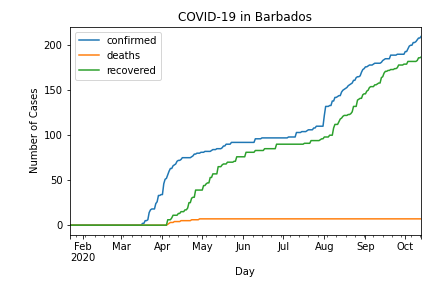 COVID-19 in Barbados
confirmed
deaths
recovered
Number of Cases
200
150
100
50
0
Feb Mar Apr May Jun Jul Aug Sep Oct
2020
Day